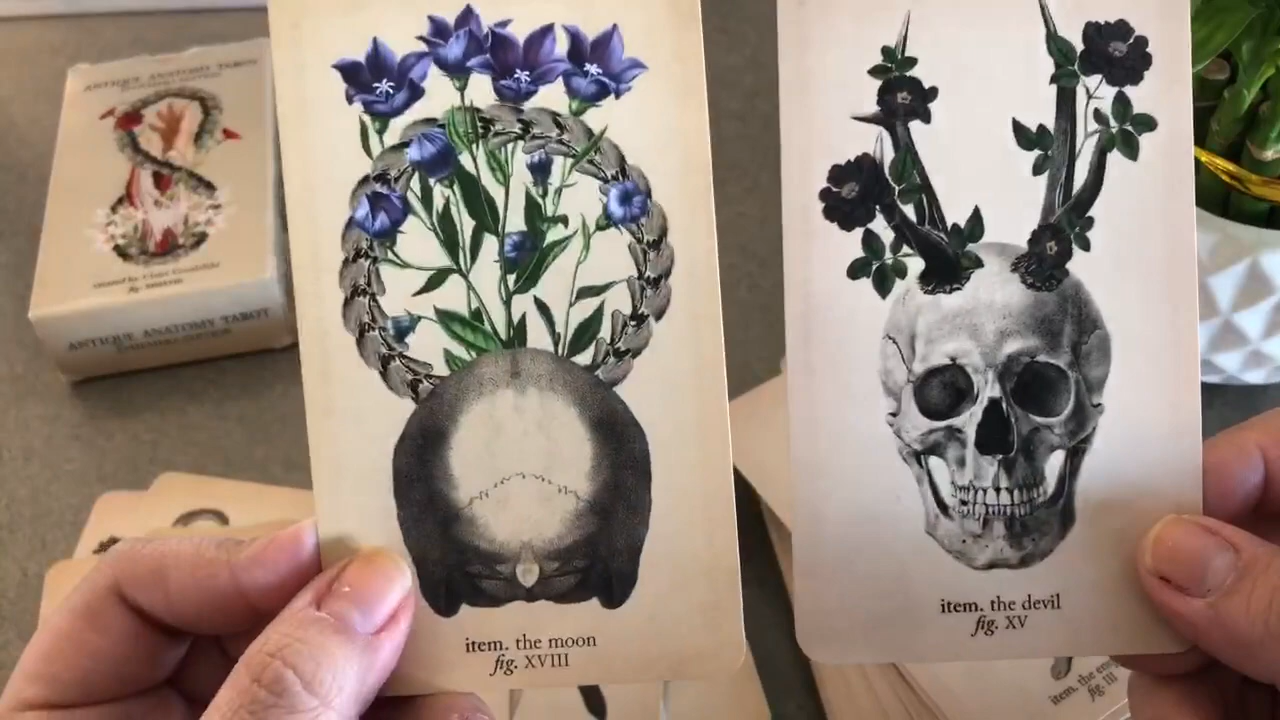 ANTIQUE ANATOMY TAROT
ANTIQUE ANATOMY TAROT
item. the moon
fig. XVIII
item. the devil
fig. XV
item. the
fig. III